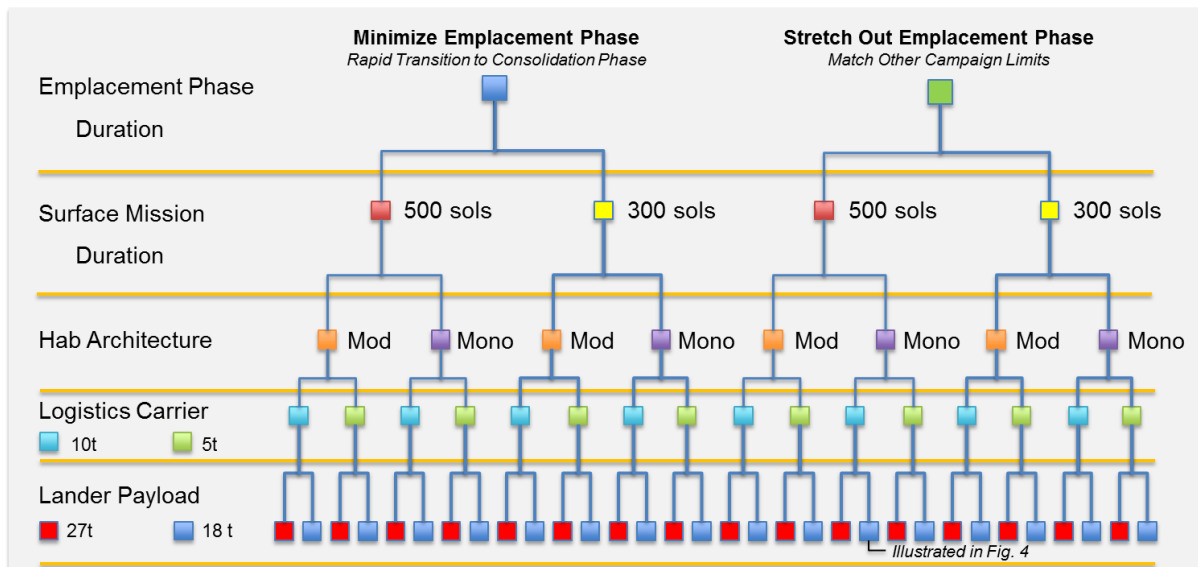 Minimize Emplacement Phase
Rapid Transition to Consolidation Phase
Stretch Out Emplacement Phase
Match Other Campaign Limits
Emplacement Phase
Duration
Surface Mission
Duration
500 sols
300 sols
500 sols
300 sols
Hab Architecture
Mod
Mono
Mod
Mono
Mod
Mono
Mod
Mono
Logistics Carrier
10t
5t
Lander Payload
27t
18 t
Illustrated in Fig. 4